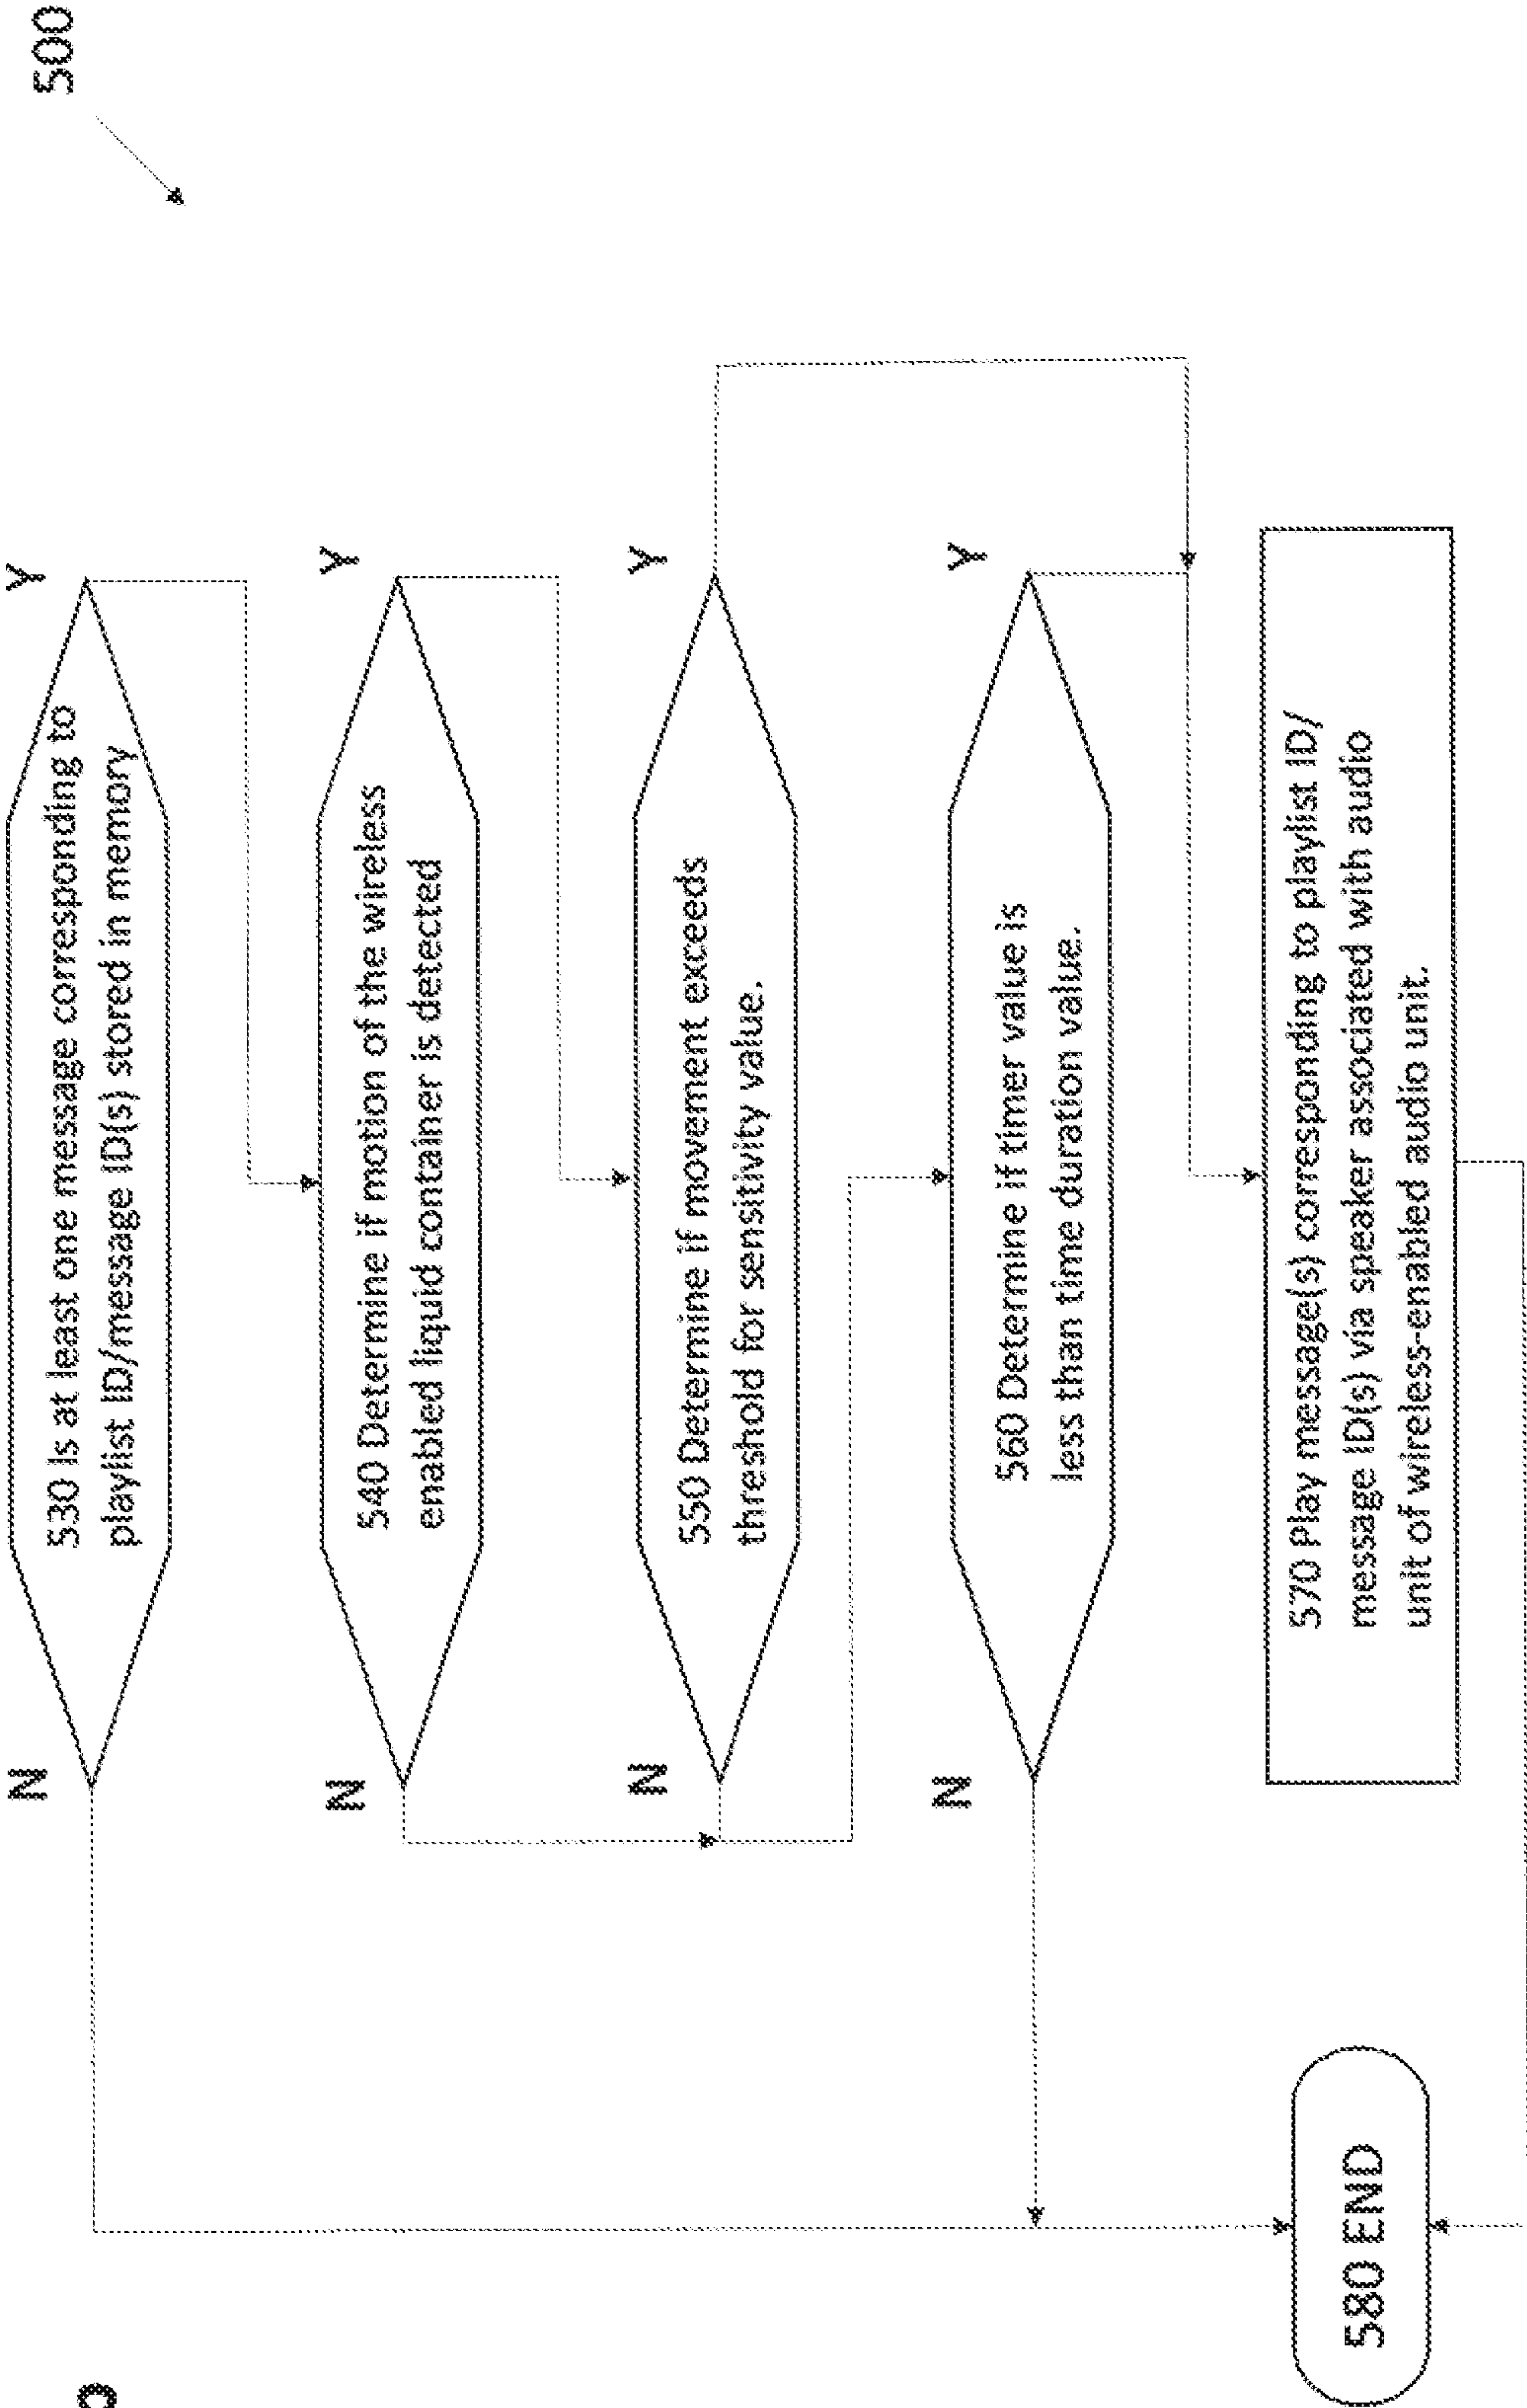 500
Y
N
530 Is at least one message corresponding to
playlist ID/message ID(s) stored in memory
Y
N
540 Determine if motion of the wireless
enabled liquid container is detected
Y
N
550 Determine if movement exceeds
threshold for sensitivity value.
Y
N
560 Determine if timer value is
less than time duration value.
570 Play message(s) corresponding to playlist ID/
message ID(s) via speaker associated with audio
unit of wireless-enabled audio unit.
580 END